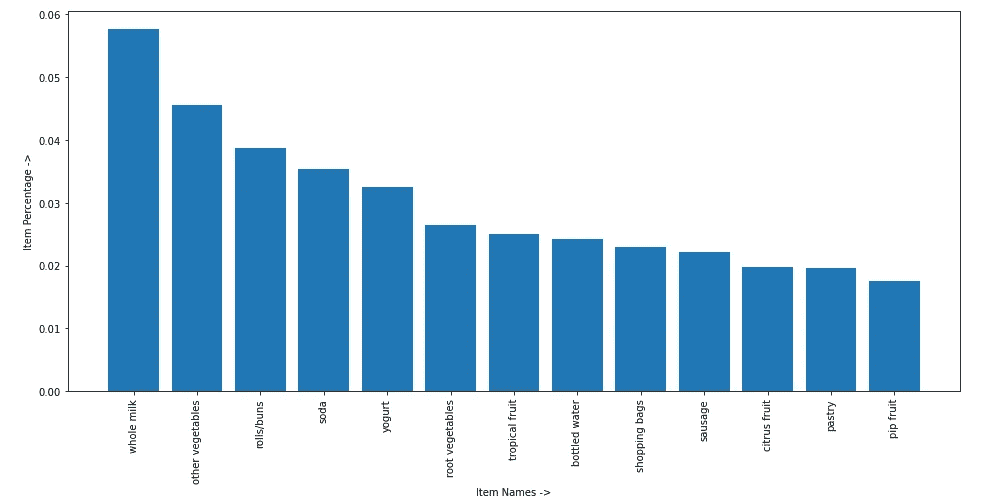 0.06
0.05
0.04
0.03
0.02
0.01
0.00
Item Percentage ->
whole milk
other vegetables
rolls/buns
soda
yogurt
root vegetables
tropical fruit
bottled water
shopping bags
sausage
citrus fruit
pastry
pip fruit
Item Names ->